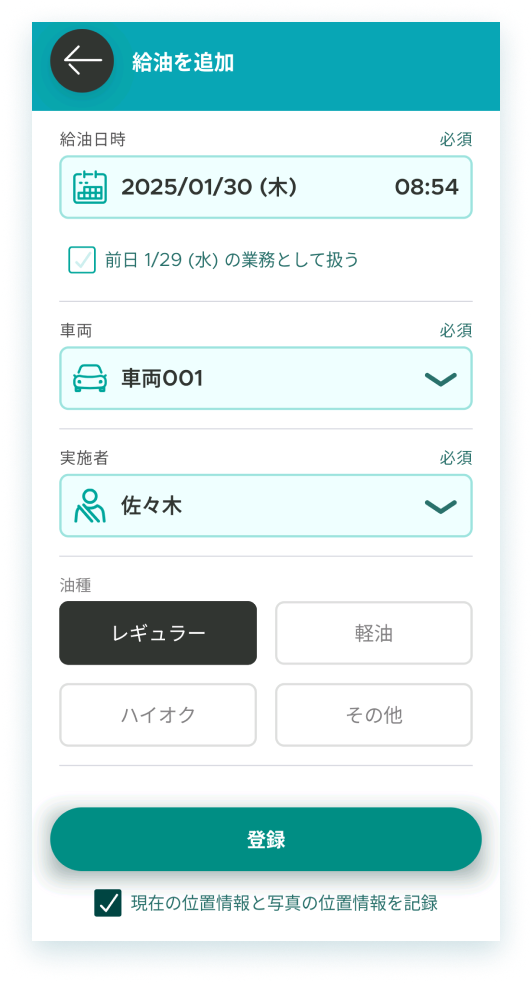 給油を追加
給油日時 必須
2025/01/30 (木) 08:54
前日 1/29 (水) の業務として扱う
車両 必須
車両001
実施者 必須
佐々木
油種
レギュラー 軽油
ハイオク その他
登録
現在の位置情報と写真の位置情報を記録